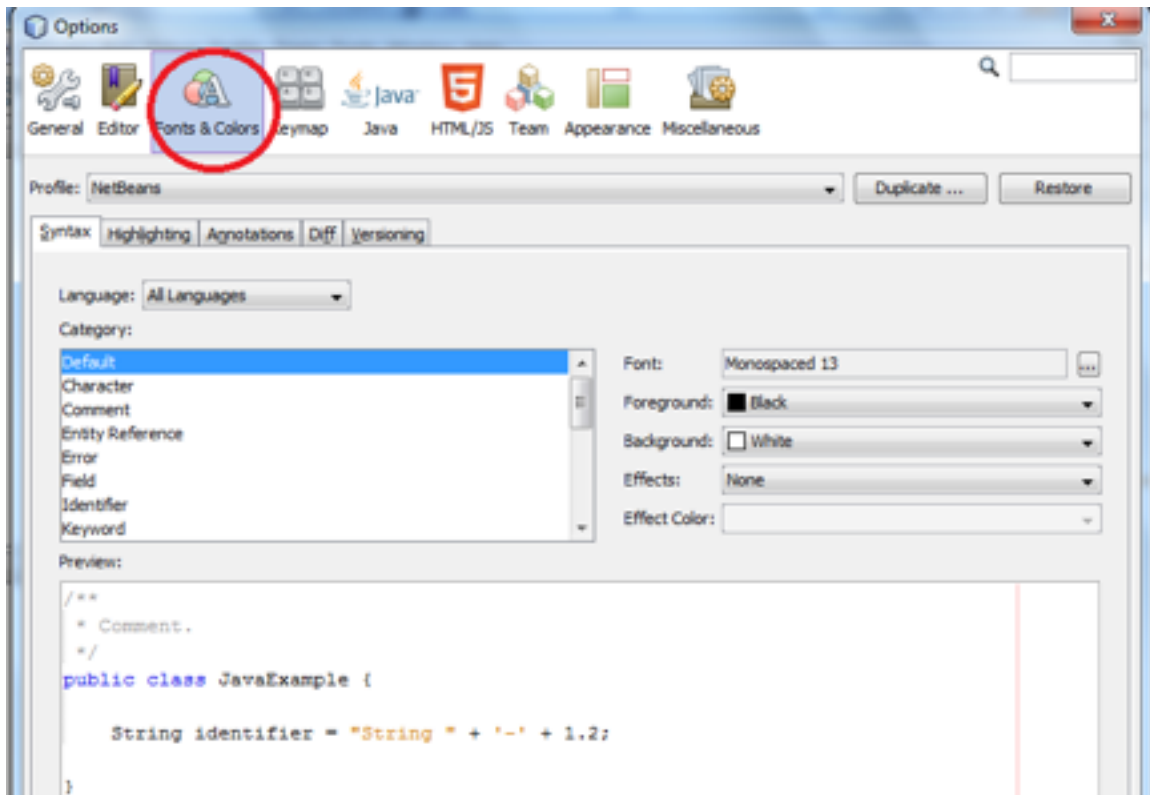 Options
General Editor Fonts & Colors Keymap Java HTML/JS Team Appearance Miscellaneous
Profile: NetBeans Duplicate ... Restore
Syntax Highlighting Annotations Diff Versioning
Language: All Languages
Category:
Default
Character
Comment
Entity Reference
Error
Field
Identifier
Keyword
Font: Monospaced 13 ...
Foreground: Black
Background: White
Effects: None
Effect Color:
Preview:
/**
* Comment.
*/
public class JavaExample {
String identifier = "String " + '-' + 1.2;
}